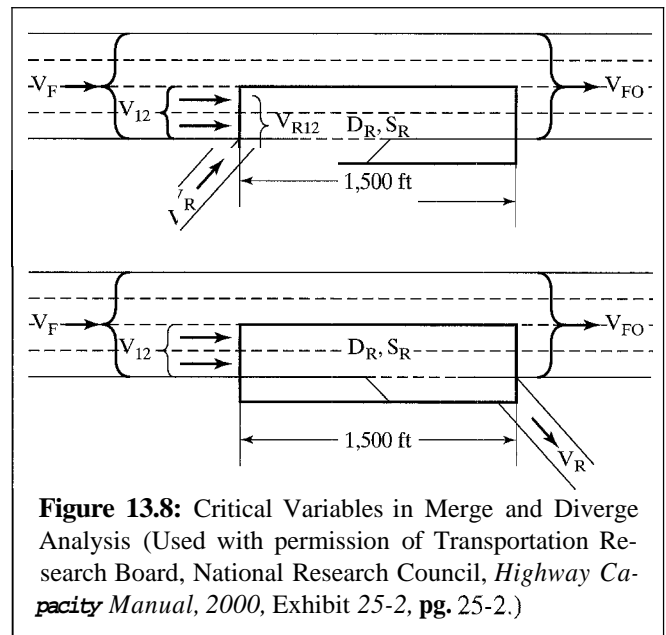 V_F
V_12
V_R12
D_R, S_R
V_FO
V_R
1,500 ft
V_F
V_12
D_R, S_R
V_FO
1,500 ft
V_R
Figure 13.8: Critical Variables in Merge and Diverge
Analysis (Used with permission of Transportation Re-
search Board, National Research Council, Highway Ca-
pacity Manual, 2000, Exhibit 25-2, pg. 25-2.)